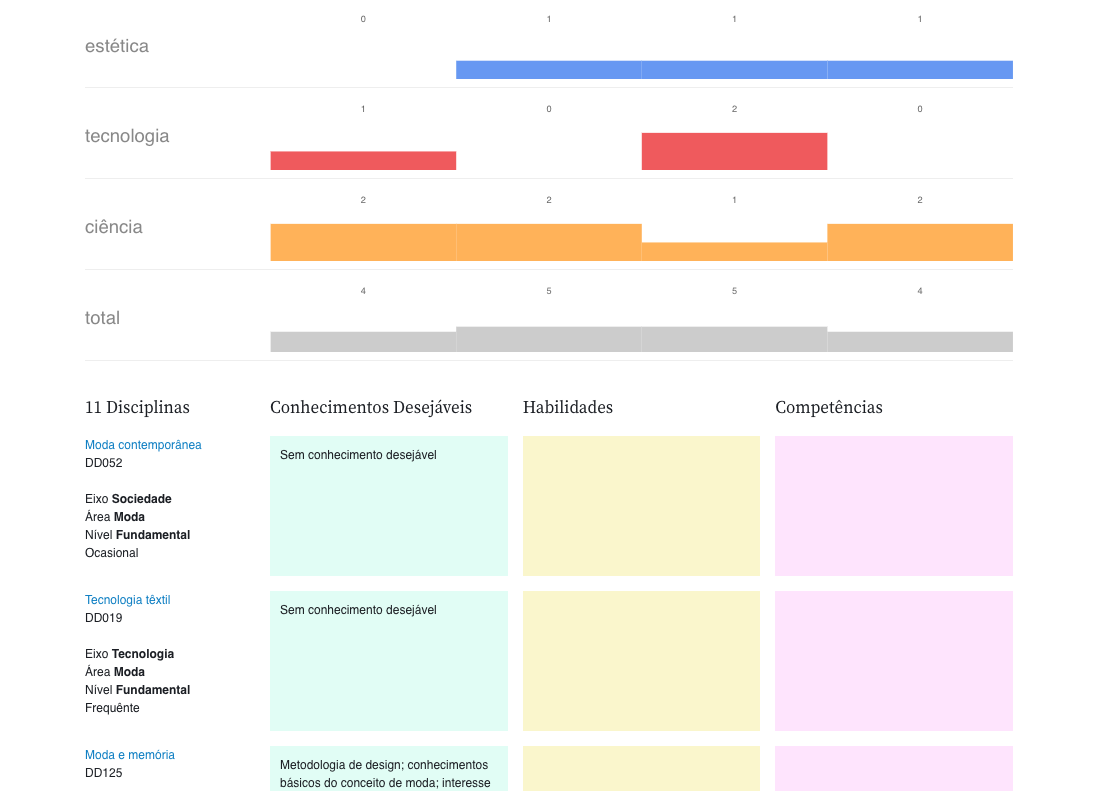 0 1 1 1
estética
1 0 2 0
tecnologia
2 2 1 2
ciência
4 5 5 4
total
11 Disciplinas Conhecimentos Desejáveis Habilidades Competências
Moda contemporânea
DD052
Eixo Sociedade
Área Moda
Nível Fundamental
Ocasional
Sem conhecimento desejável
Tecnologia têxtil
DD019
Eixo Tecnologia
Área Moda
Nível Fundamental
Frequênte
Sem conhecimento desejável
Moda e memória
DD125
Metodologia de design; conhecimentos
básicos do conceito de moda; interesse